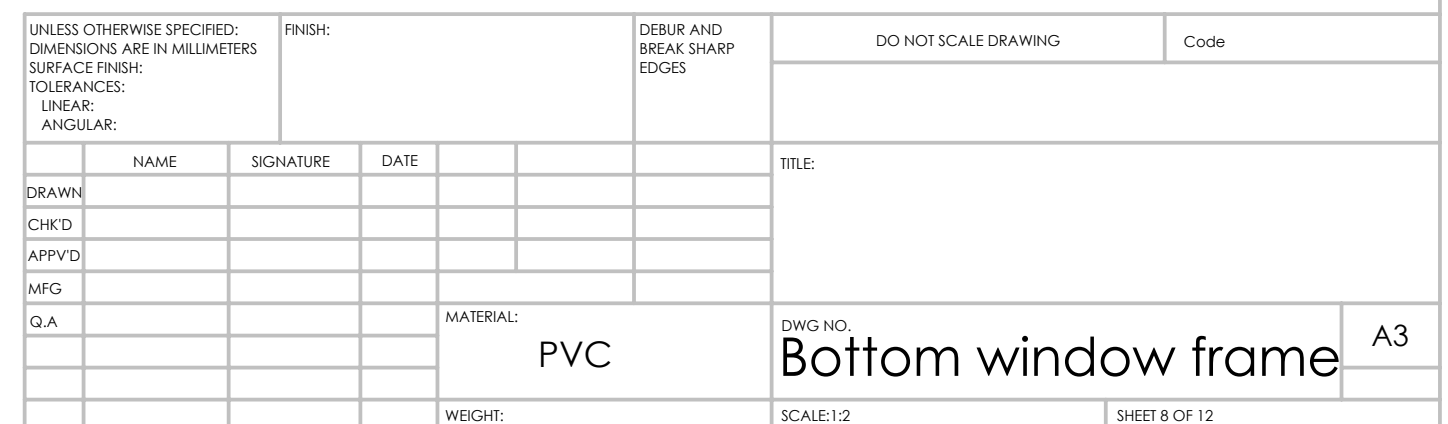 UNLESS OTHERWISE SPECIFIED:
DIMENSIONS ARE IN MILLIMETERS
SURFACE FINISH:
TOLERANCES:
LINEAR:
ANGULAR:
FINISH:
DEBUR AND
BREAK SHARP
EDGES
DO NOT SCALE DRAWING
Code
NAME
SIGNATURE
DATE
TITLE:
DRAWN
CHK'D
APPV'D
MFG
Q.A
MATERIAL:
PVC
DWG NO.
Bottom window frame
A3
WEIGHT:
SCALE:1:2
SHEET 8 OF 12